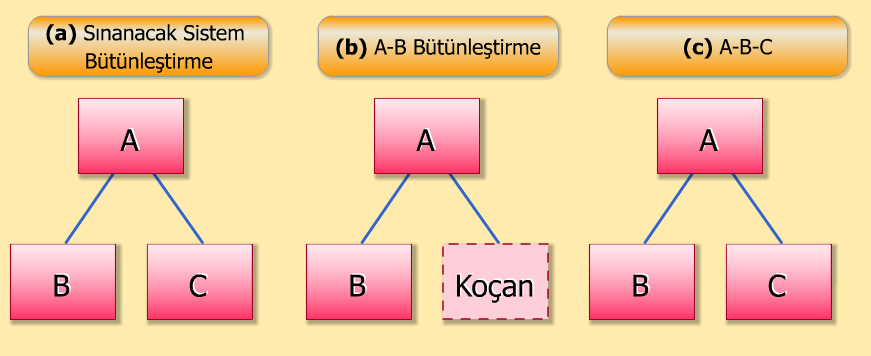 (a) Sınanacak Sistem
Bütünleştirme
(b) A-B Bütünleştirme
(c) A-B-C
A
A
A
B
C
B
Koçan
B
C